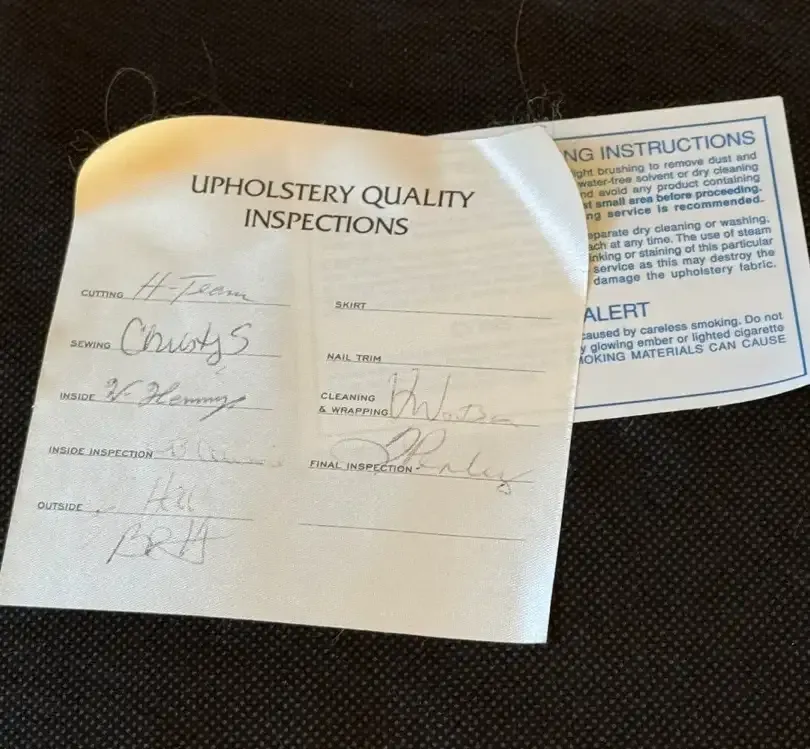 UPHOLSTERY QUALITY
INSPECTIONS
CUTTING H-Team
SEWING Christy S
INSIDE
INSIDE INSPECTION
OUTSIDE Hill
SKIRT
NAIL TRIM
CLEANING
& WRAPPING Watson
FINAL INSPECTION
NG INSTRUCTIONS
ight brushing to remove dust and
water-free solvent or dry cleaning
nd avoid any product containing
st small area before proceeding.
ng service is recommended.
eparate dry cleaning or washing,
ach at any time. The use of steam
inking or staining of this particular
service as this may destroy the
damage the upholstery fabric.
ALERT
caused by careless smoking. Do not
y glowing ember or lighted cigarette
MOKING MATERIALS CAN CAUSE